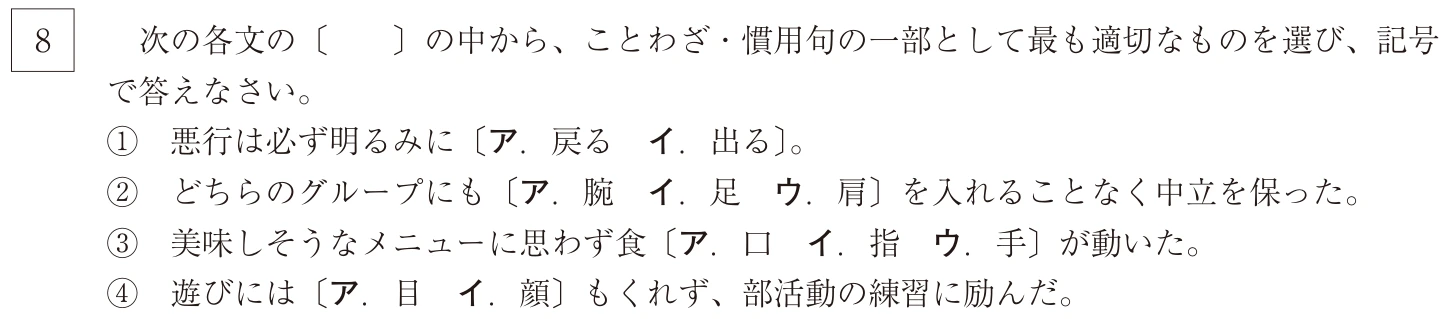 8　次の各文の〔　　〕の中から、ことわざ・慣用句の一部として最も適切なものを選び、記号
で答えなさい。
①　悪行は必ず明るみに〔ア．戻る　イ．出る〕。
②　どちらのグループにも〔ア．腕　イ．足　ウ．肩〕を入れることなく中立を保った。
③　美味しそうなメニューに思わず食〔ア．口　イ．指　ウ．手〕が動いた。
④　遊びには〔ア．目　イ．顔〕もくれず、部活動の練習に励んだ。